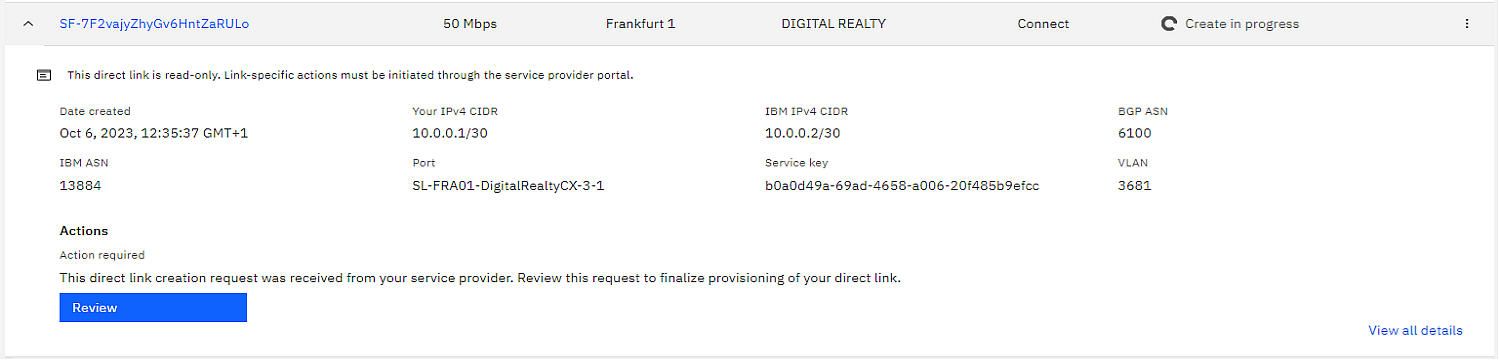 SF-7F2vajyZhyGv6HntZaRULo 50 Mbps Frankfurt 1 DIGITAL REALTY Connect Create in progress
This direct link is read-only. Link-specific actions must be initiated through the service provider portal.
Date created Your IPv4 CIDR IBM IPv4 CIDR BGP ASN
Oct 6, 2023, 12:35:37 GMT+1 10.0.0.1/30 10.0.0.2/30 6100
IBM ASN Port Service key VLAN
13884 SL-FRA01-DigitalRealtyCX-3-1 b0a0d49a-69ad-4658-a006-20f485b9efcc 3681
Actions
Action required
This direct link creation request was received from your service provider. Review this request to finalize provisioning of your direct link.
Review
View all details